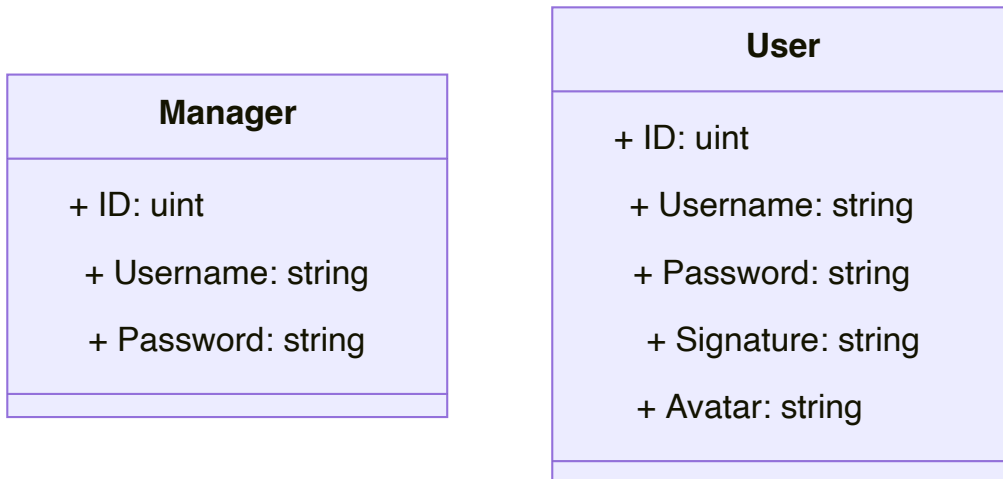 Manager
+ ID: uint
+ Username: string
+ Password: string
User
+ ID: uint
+ Username: string
+ Password: string
+ Signature: string
+ Avatar: string